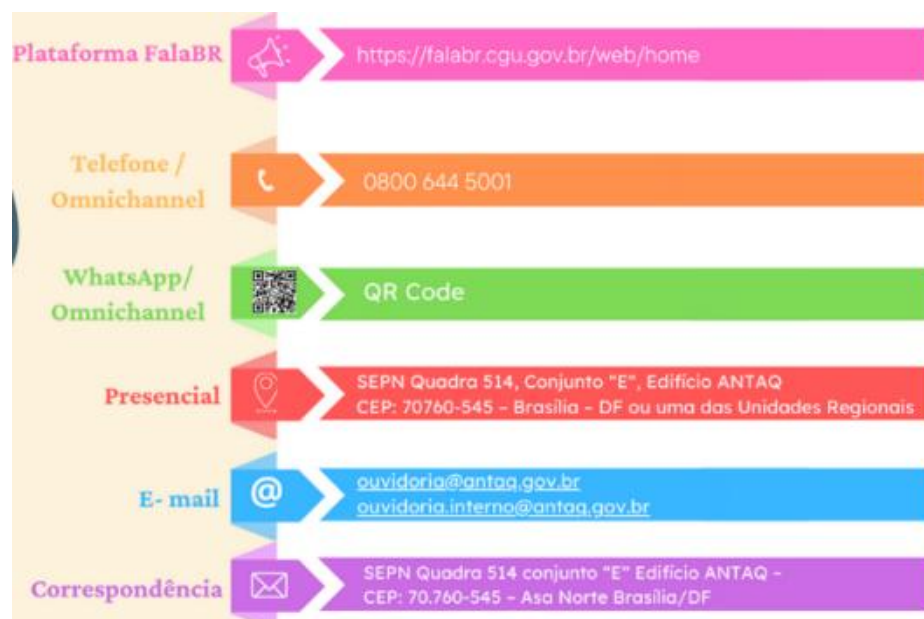 Plataforma FalaBR
https://falabr.cgu.gov.br/web/home
Telefone /
Omnichannel
0800 644 5001
WhatsApp/
Omnichannel
QR Code
Presencial
SEPN Quadra 514, Conjunto "E", Edifício ANTAQ
CEP: 70760-545 – Brasília – DF ou uma das Unidades Regionais
E- mail
@
ouvidoria@antaq.gov.br
ouvidoria.interno@antaq.gov.br
Correspondência
SEPN Quadra 514 conjunto "E" Edifício ANTAQ –
CEP: 70.760-545 – Asa Norte Brasília/DF